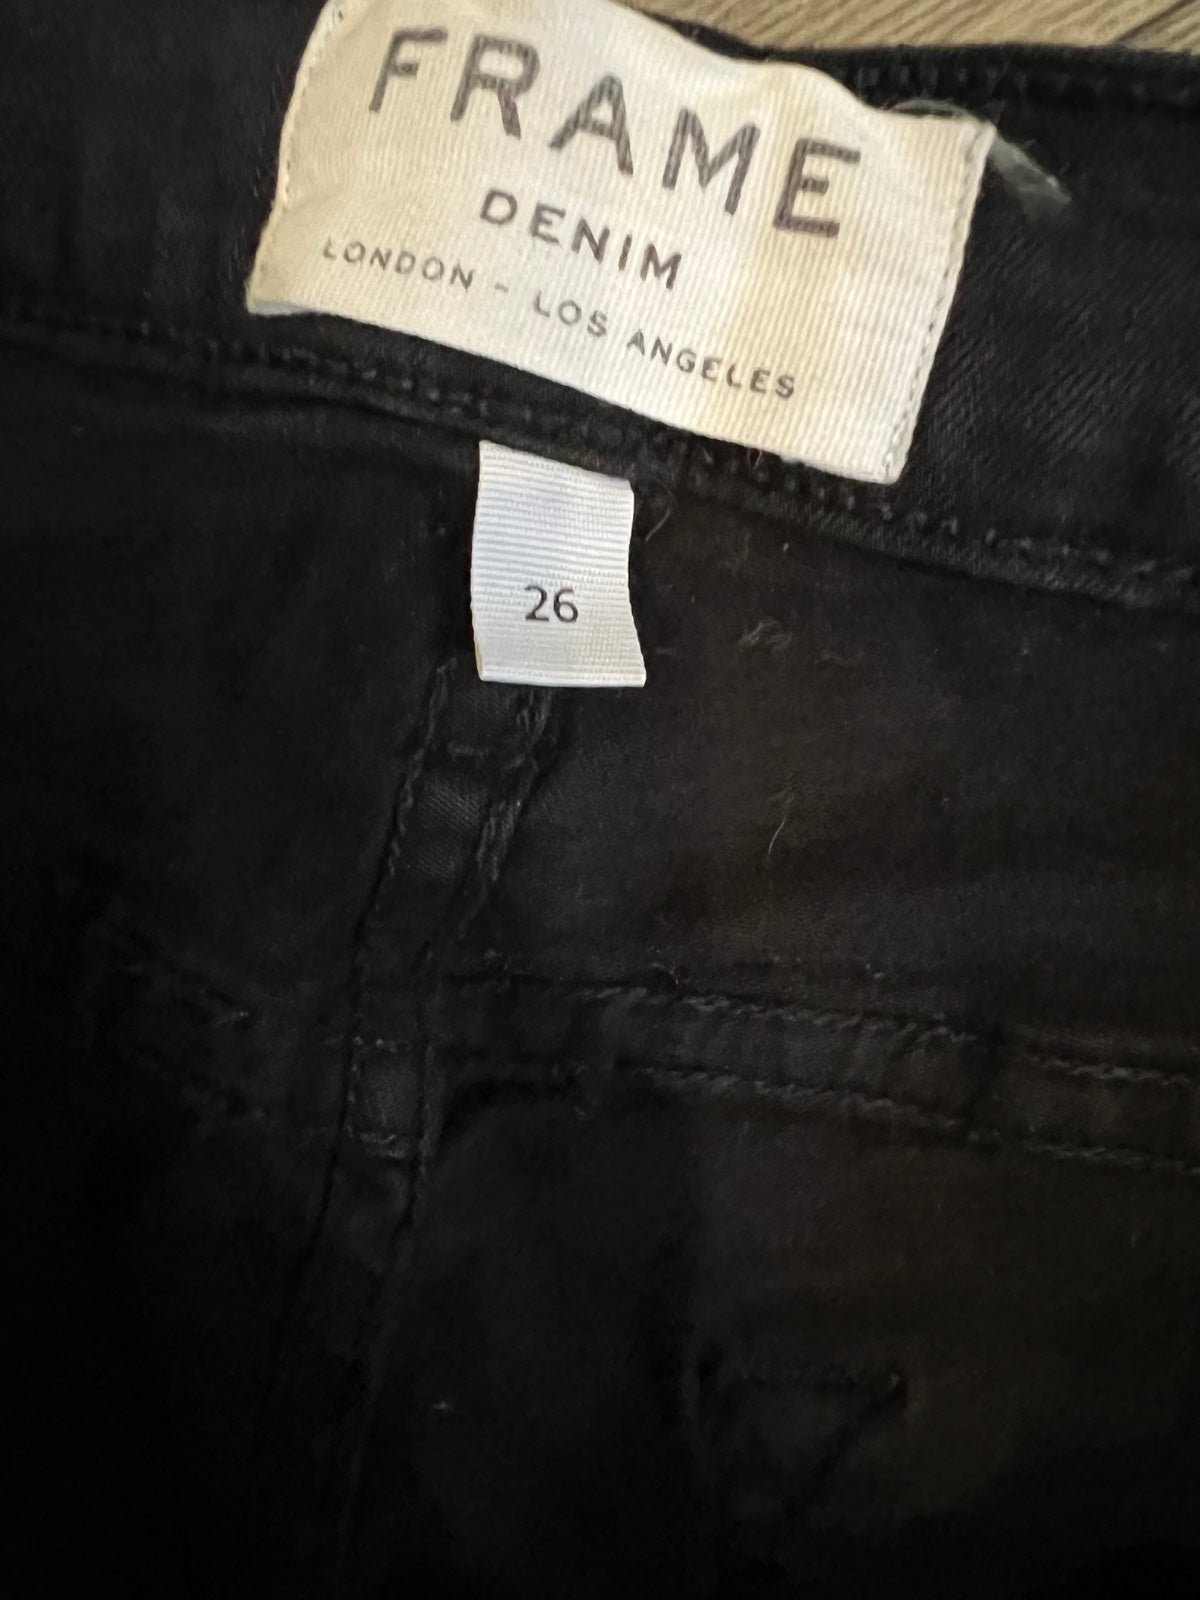 FRAME
DENIM
LONDON - LOS ANGELES
26